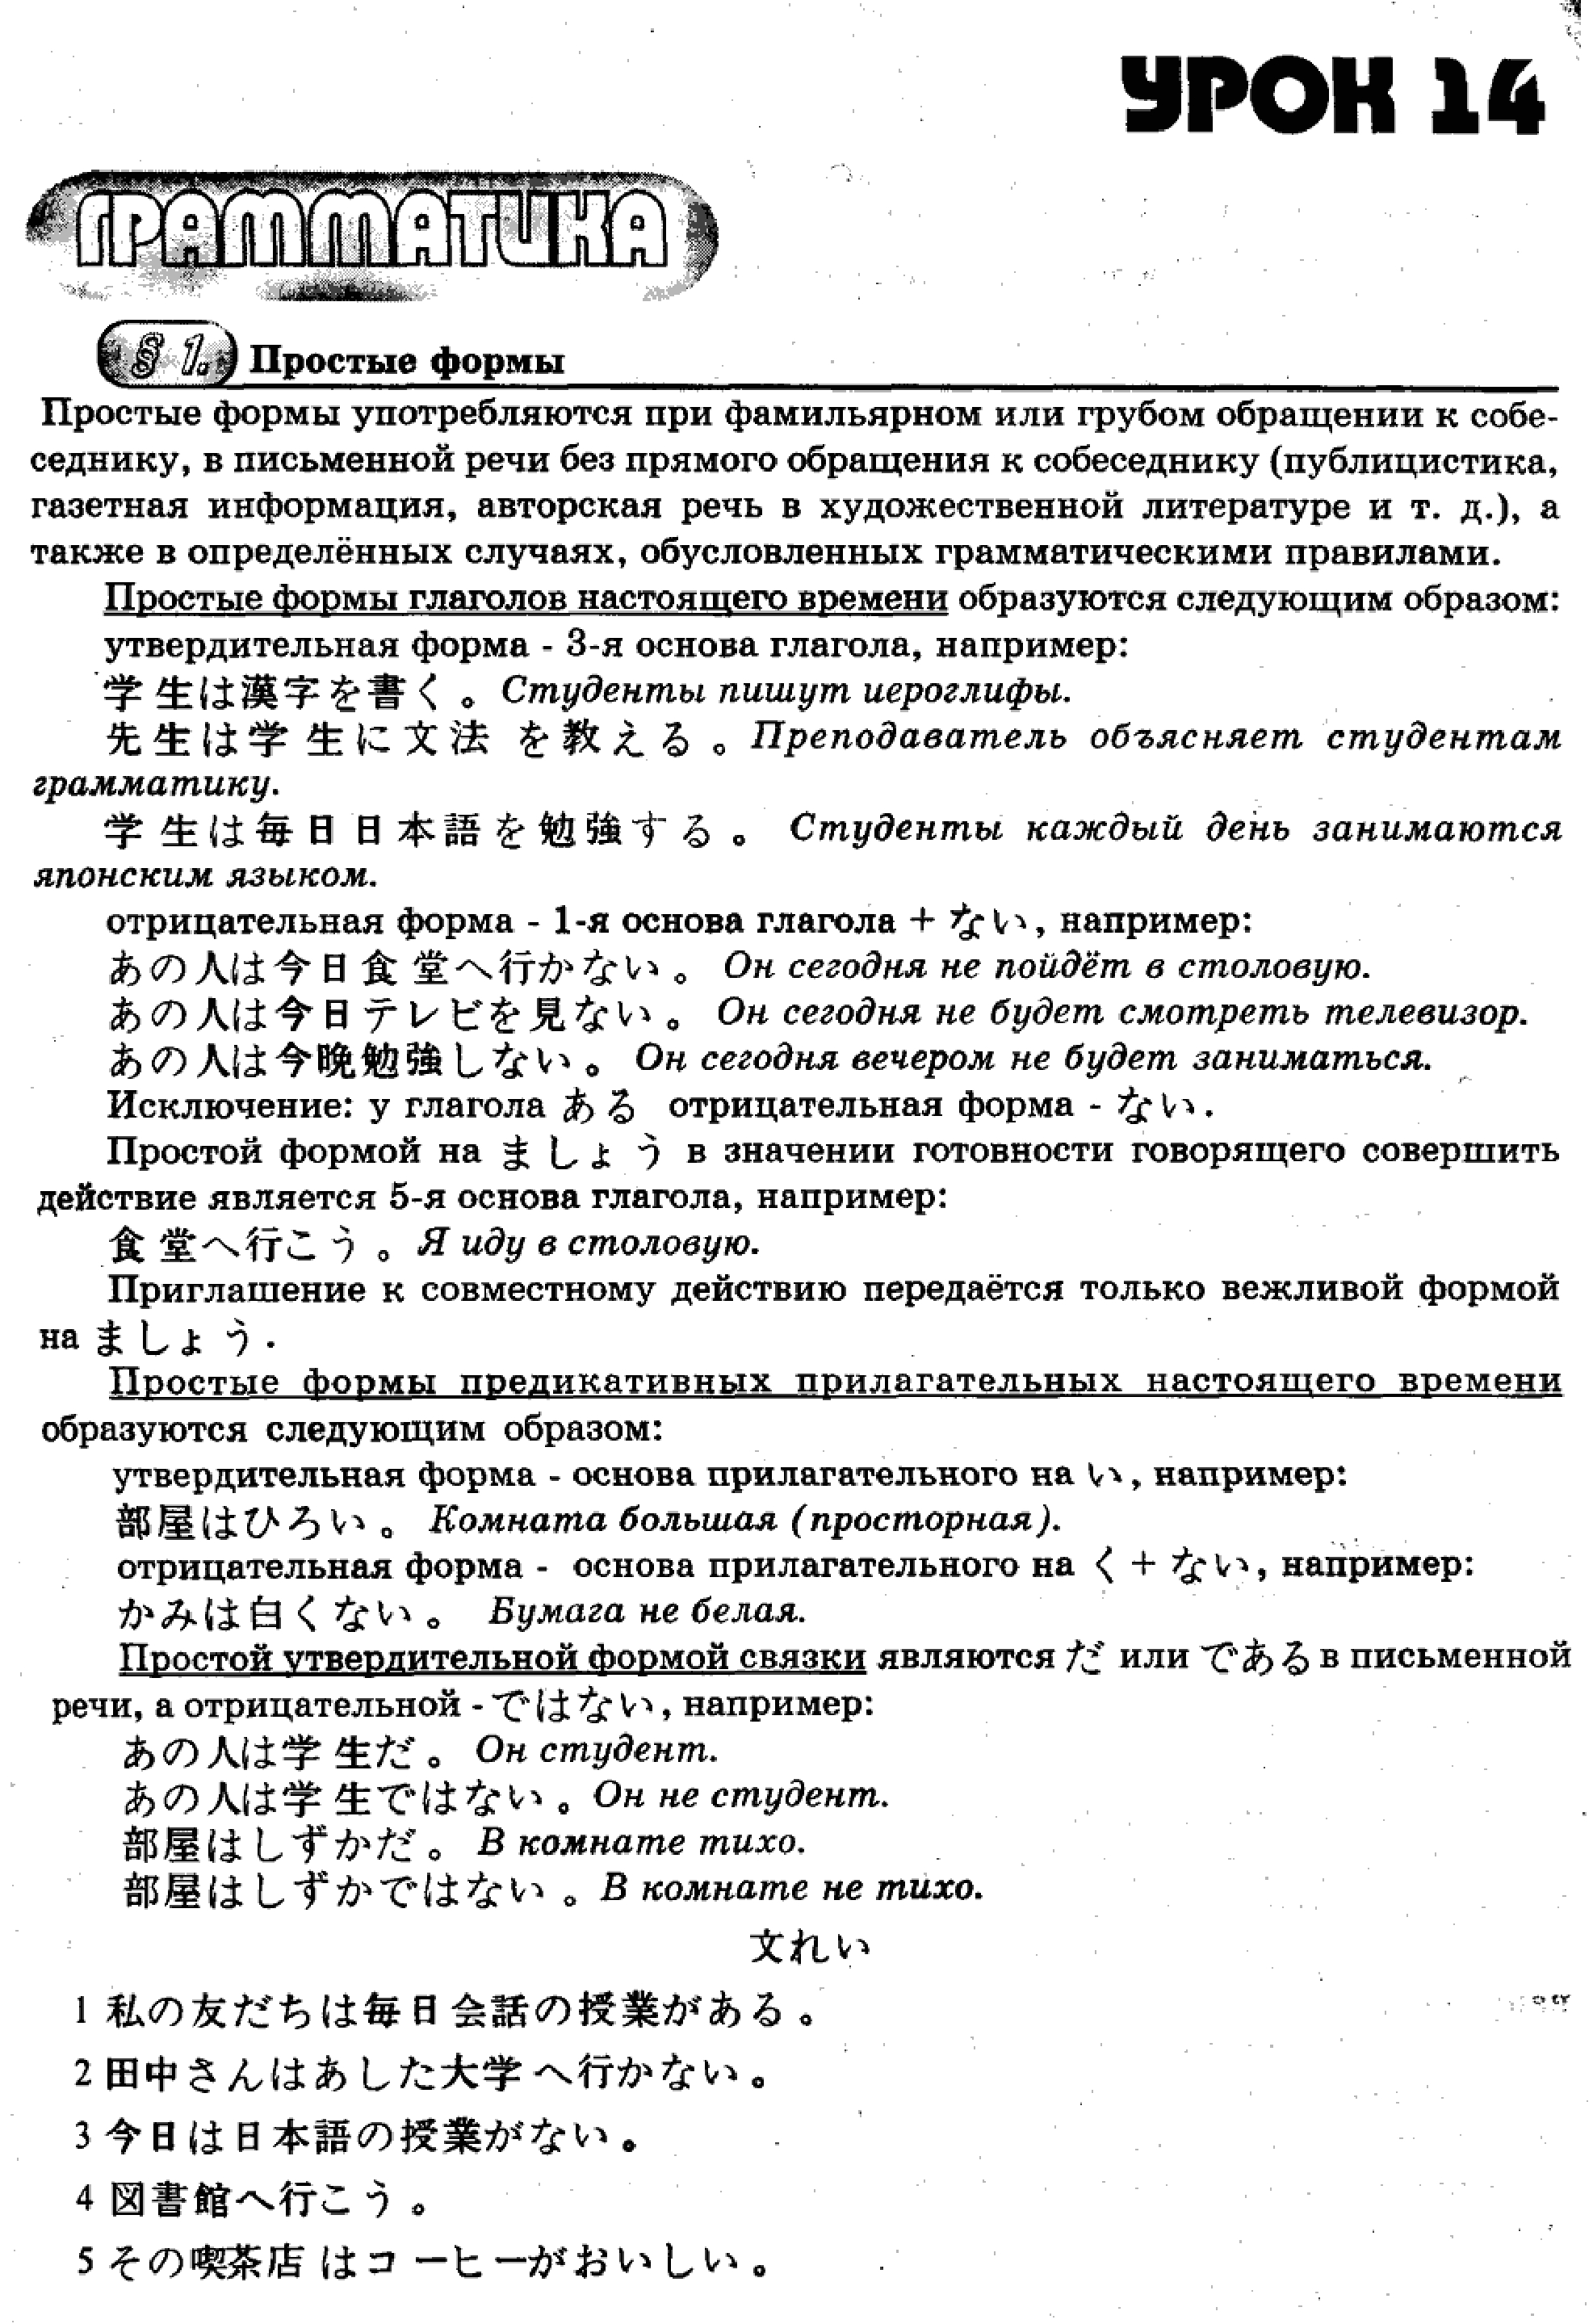 УРОК 14
ГРАММАТИКА
§ 1. Простые формы
Простые формы употребляются при фамильярном или грубом обращении к собе-
седнику, в письменной речи без прямого обращения к собеседнику (публицистика,
газетная информация, авторская речь в художественной литературе и т. д.), а
также в определённых случаях, обусловленных грамматическими правилами.
Простые формы глаголов настоящего времени образуются следующим образом:
утвердительная форма - 3-я основа глагола, например:
学生は漢字を書く。 Студенты пишут иероглифы.
先生は学生に文法を教える。 Преподаватель объясняет студентам
грамматику.
学生は毎日日本語を勉強する。 Студенты каждый день занимаются
японским языком.
отрицательная форма - 1-я основа глагола + ない, например:
あの人は今日食堂へ行かない。 Он сегодня не пойдёт в столовую.
あの人は今日テレビを見ない。 Он сегодня не будет смотреть телевизор.
あの人は今晩勉強しない。 Он сегодня вечером не будет заниматься.
Исключение: у глагола ある отрицательная форма - ない.
Простой формой на ましょう в значении готовности говорящего совершить
действие является 5-я основа глагола, например:
食堂へ行こう。 Я иду в столовую.
Приглашение к совместному действию передаётся только вежливой формой
на ましょう.
Простые формы предикативных прилагательных настоящего времени
образуются следующим образом:
утвердительная форма - основа прилагательного на い, например:
部屋はひろい。 Комната большая (просторная).
отрицательная форма - основа прилагательного на く + ない, например:
かみは白くない。 Бумага не белая.
Простой утвердительной формой связки являются だ или である в письменной
речи, а отрицательной - ではない, например:
あの人は学生だ。 Он студент.
あの人は学生ではない。 Он не студент.
部屋はしずかだ。 В комнате тихо.
部屋はしずかではない。 В комнате не тихо.
文れい
1 私の友だちは毎日会話の授業がある。
2 田中さんはあした大学へ行かない。
3 今日は日本語の授業がない。
4 図書館へ行こう。
5 その喫茶店はコーヒーがおいしい。